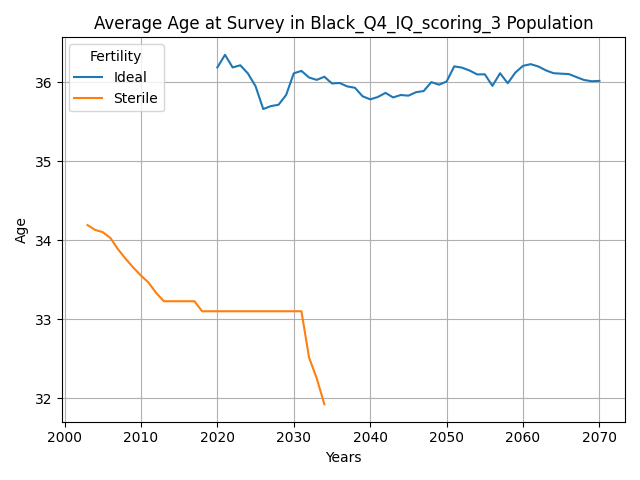 Average Age at Survey in Black_Q4_IQ_scoring_3 Population
Fertility
Ideal
Sterile
36
35
34
33
32
Age
2000 2010 2020 2030 2040 2050 2060 2070
Years